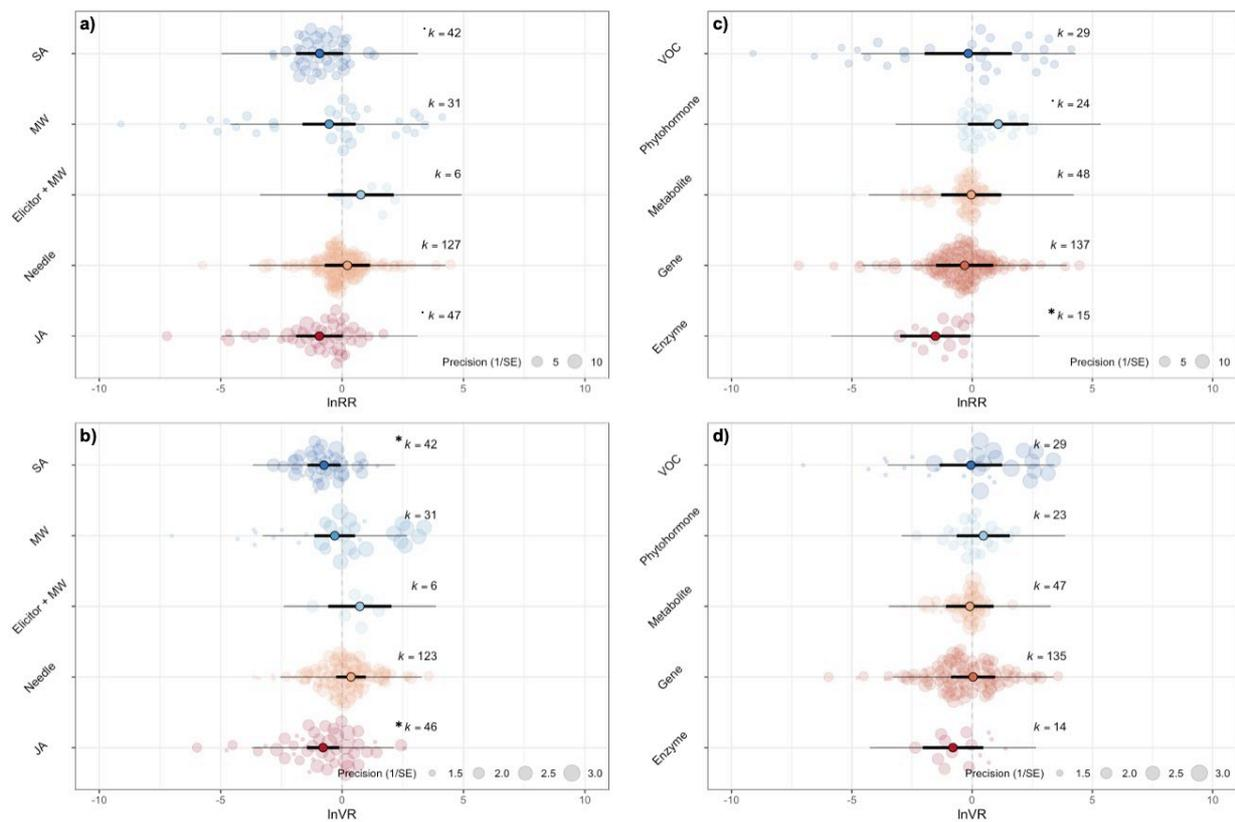 a)
SA
· k = 42
MW
k = 31
Elicitor + MW
k = 6
Needle
k = 127
JA
· k = 47
Precision (1/SE) 5 10
-10 -5 0 5 10
lnRR
c)
VOC
k = 29
Phytohormone
· k = 24
Metabolite
k = 48
Gene
k = 137
Enzyme
* k = 15
Precision (1/SE) 5 10
-10 -5 0 5 10
lnRR
b)
SA
* k = 42
MW
k = 31
Elicitor + MW
k = 6
Needle
k = 123
JA
* k = 46
Precision (1/SE) 1.5 2.0 2.5 3.0
-10 -5 0 5 10
lnVR
d)
VOC
k = 29
Phytohormone
k = 23
Metabolite
k = 47
Gene
k = 135
Enzyme
k = 14
Precision (1/SE) 1.5 2.0 2.5 3.0
-10 -5 0 5 10
lnVR